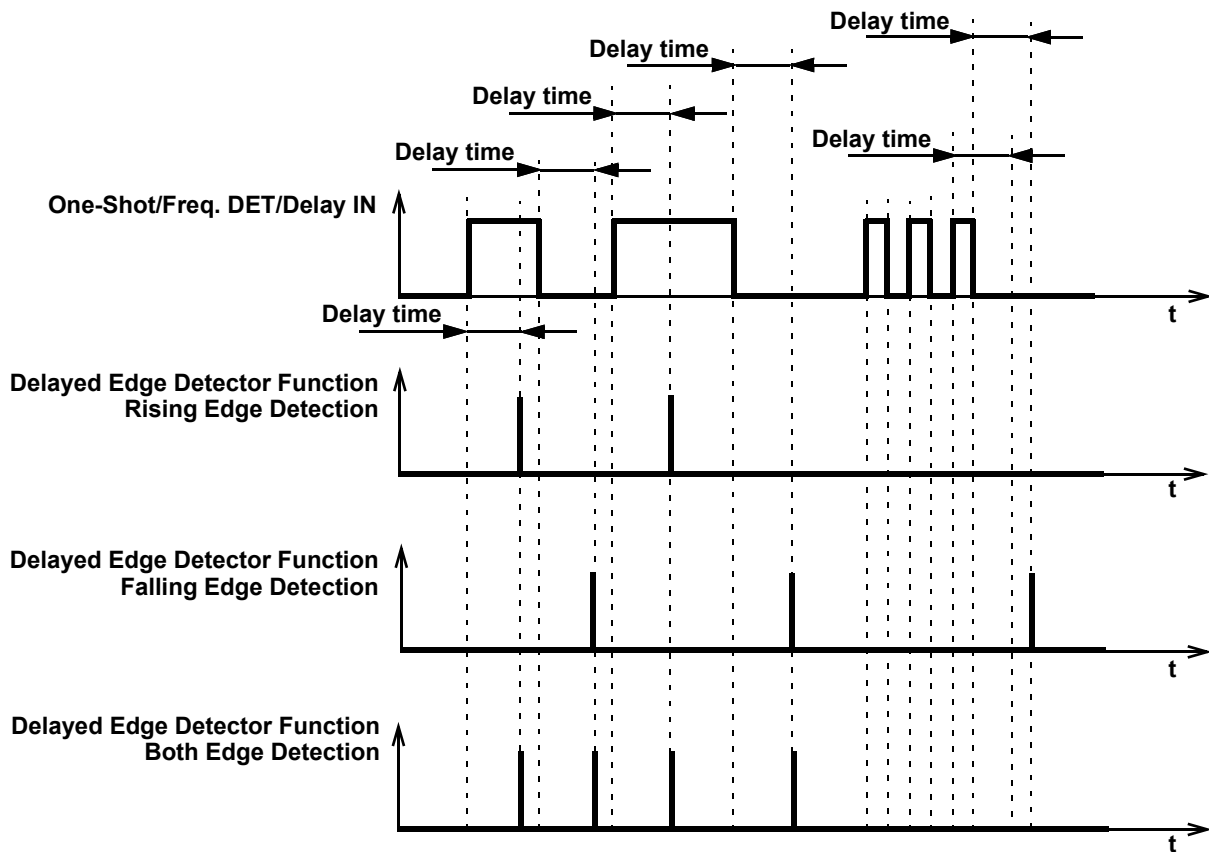 Delay time
Delay time
Delay time
Delay time
Delay time
One-Shot/Freq. DET/Delay IN
t
Delay time
Delayed Edge Detector Function
Rising Edge Detection
t
Delayed Edge Detector Function
Falling Edge Detection
t
Delayed Edge Detector Function
Both Edge Detection
t